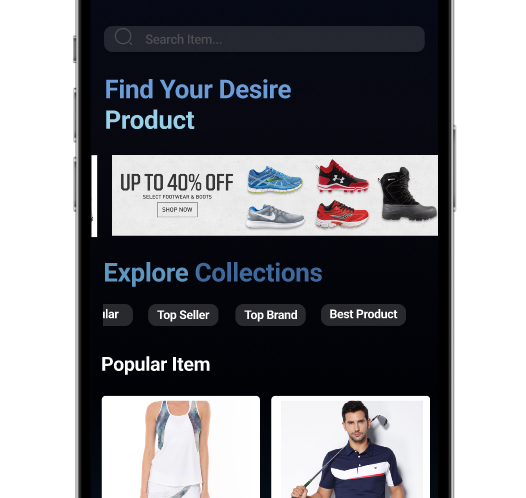 Search Item...
Find Your Desire
Product
UP TO 40% OFF
SELECT FOOTWEAR & BOOTS
SHOP NOW
Explore Collections
Top Seller
Top Brand
Best Product
Popular Item